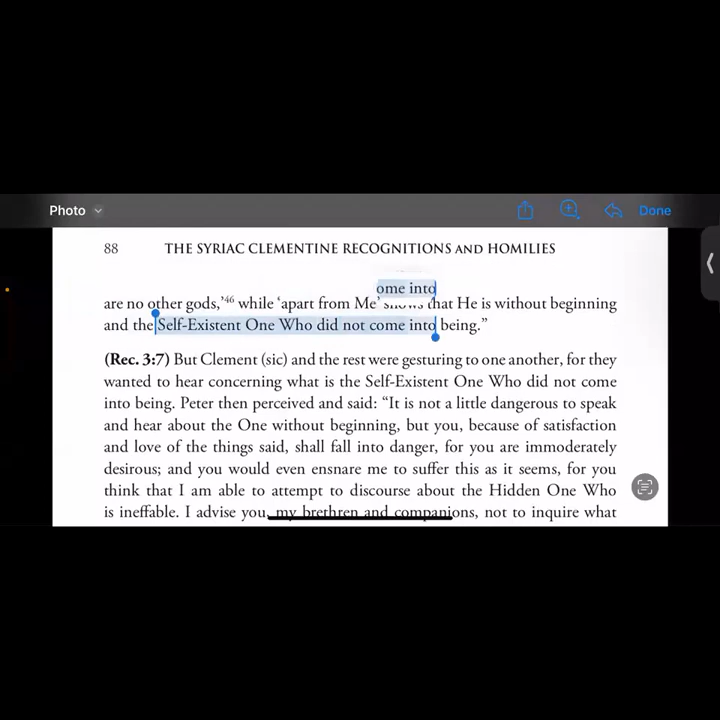 Photo
Done
88 THE SYRIAC CLEMENTINE RECOGNITIONS AND HOMILIES
ome into
are no other gods,’46 while ‘apart from Me’ shows that He is without beginning
and the Self-Existent One Who did not come into being.”
(Rec. 3:7) But Clement (sic) and the rest were gesturing to one another, for they
wanted to hear concerning what is the Self-Existent One Who did not come
into being. Peter then perceived and said: “It is not a little dangerous to speak
and hear about the One without beginning, but you, because of satisfaction
and love of the things said, shall fall into danger, for you are immoderately
desirous; and you would even ensnare me to suffer this as it seems, for you
think that I am able to attempt to discourse about the Hidden One Who
is ineffable. I advise you, my brethren and companions, not to inquire what